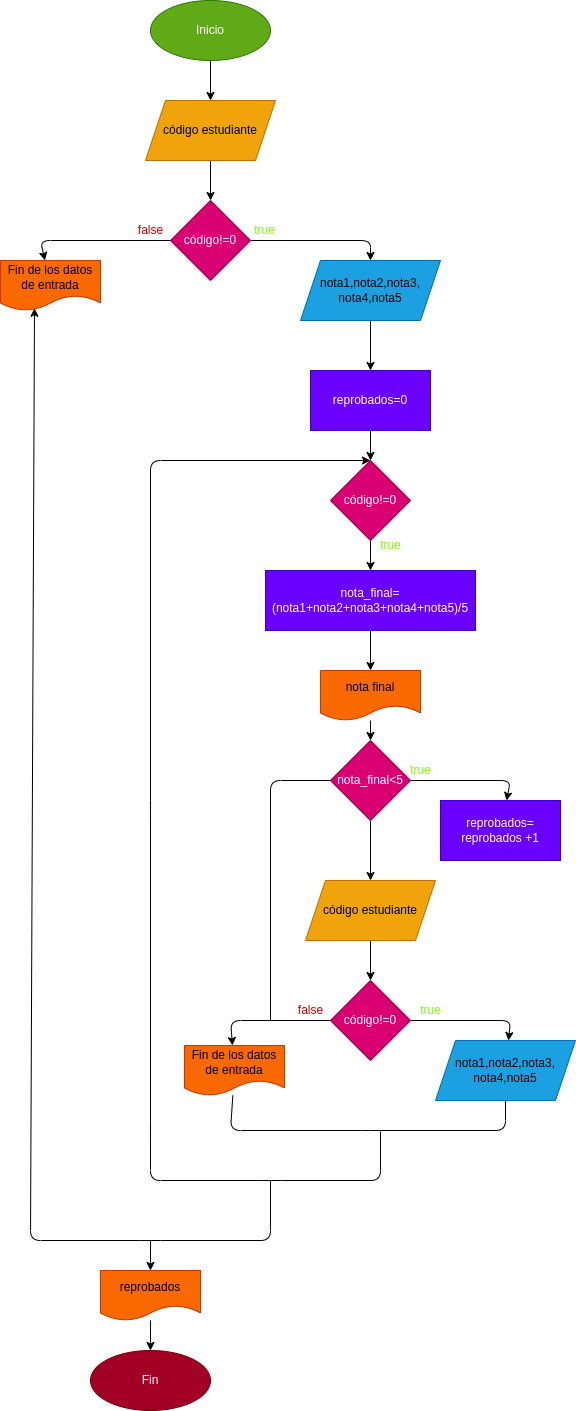 Inicio
código estudiante
false
código!=0
true
Fin de los datos
de entrada
nota1,nota2,nota3,
nota4,nota5
reprobados=0
código!=0
true
nota_final=
(nota1+nota2+nota3+nota4+nota5)/5
nota final
nota_final<5
true
reprobados=
reprobados +1
código estudiante
false
código!=0
true
Fin de los datos
de entrada
nota1,nota2,nota3,
nota4,nota5
reprobados
Fin